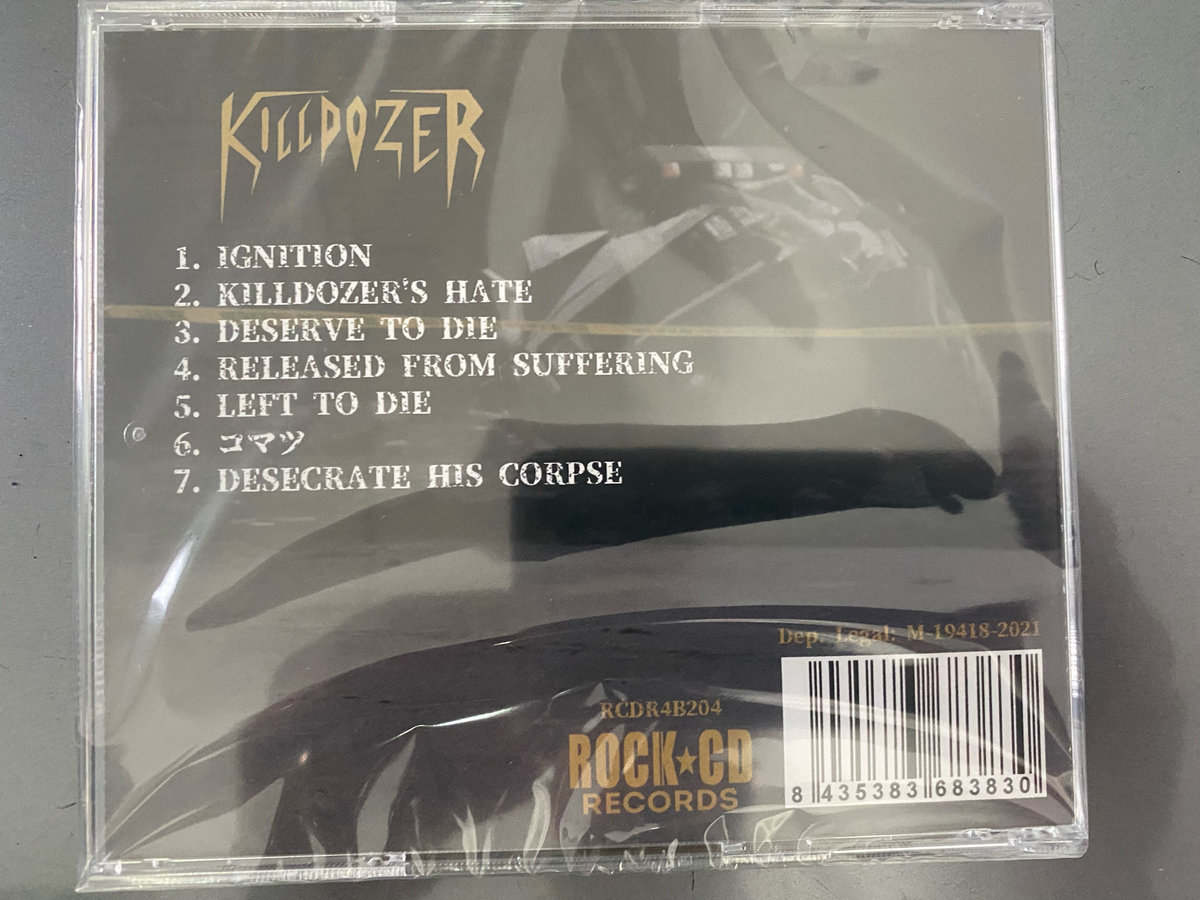 KILLDOZER
1. IGNITION
2. KILLDOZER'S HATE
3. DESERVE TO DIE
4. RELEASED FROM SUFFERING
5. LEFT TO DIE
6. コマツ
7. DESECRATE HIS CORPSE
Dep. Legal: M-19418-2021
RCDR4B204
ROCK★CD
RECORDS
8 435383 683830